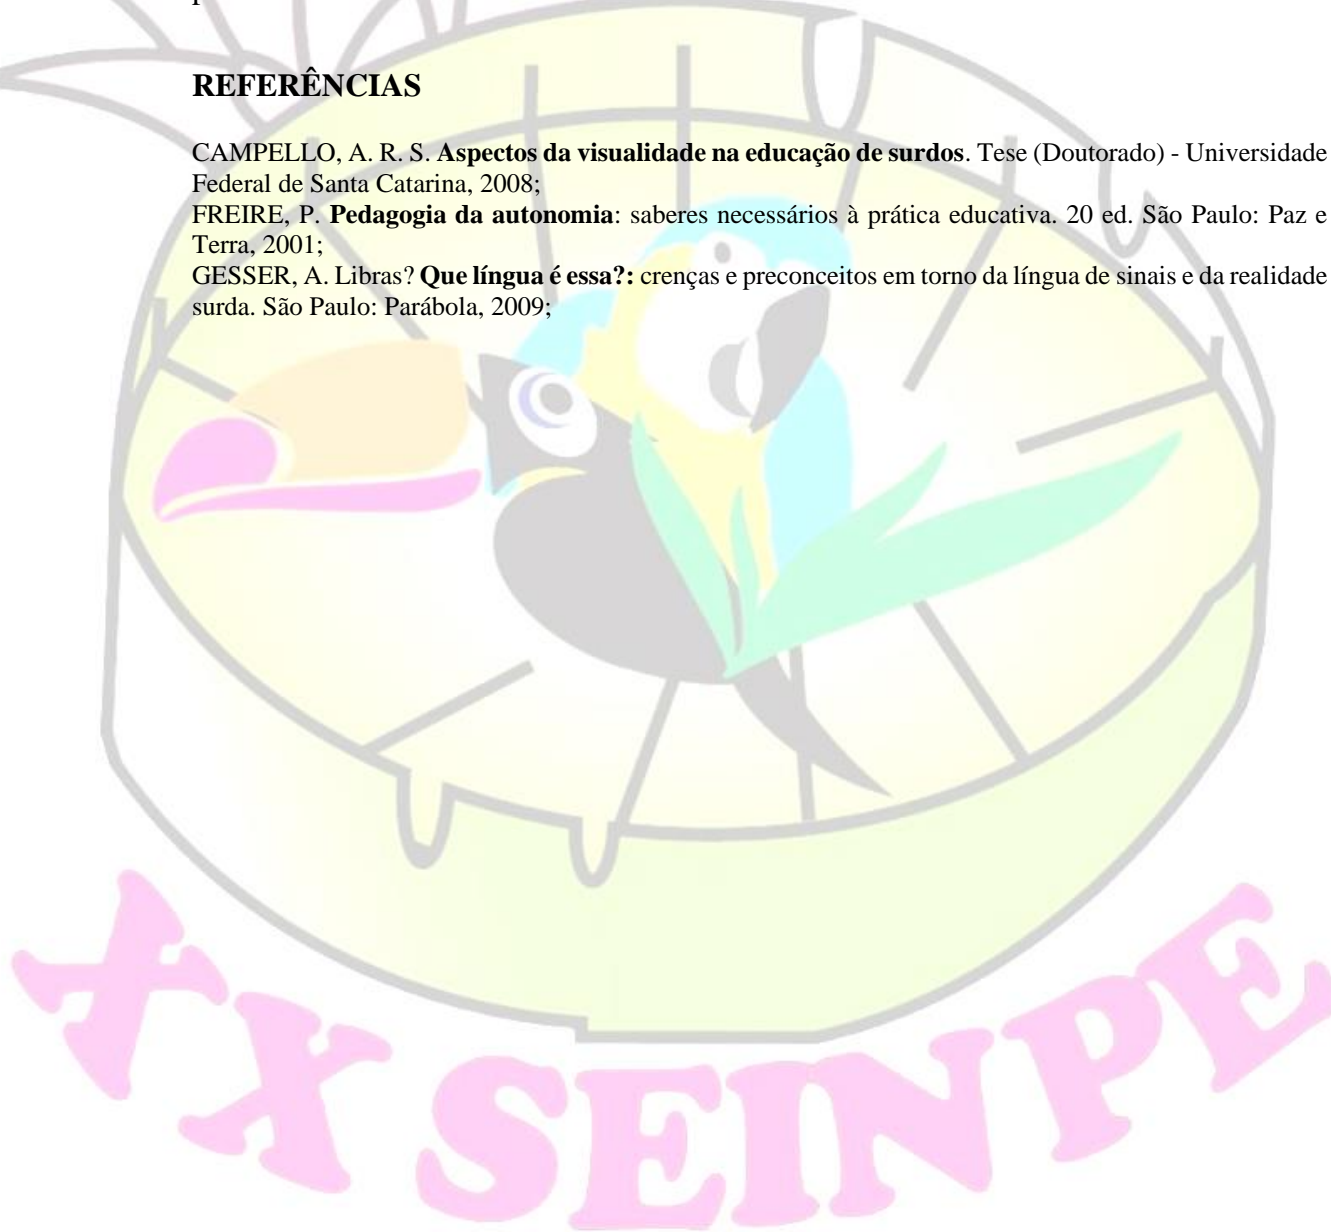 REFERÊNCIAS
CAMPELLO, A. R. S. Aspectos da visualidade na educação de surdos. Tese (Doutorado) - Universidade
Federal de Santa Catarina, 2008;
FREIRE, P. Pedagogia da autonomia: saberes necessários à prática educativa. 20 ed. São Paulo: Paz e
Terra, 2001;
GESSER, A. Libras? Que língua é essa?: crenças e preconceitos em torno da língua de sinais e da realidade
surda. São Paulo: Parábola, 2009;
XX SEINPE